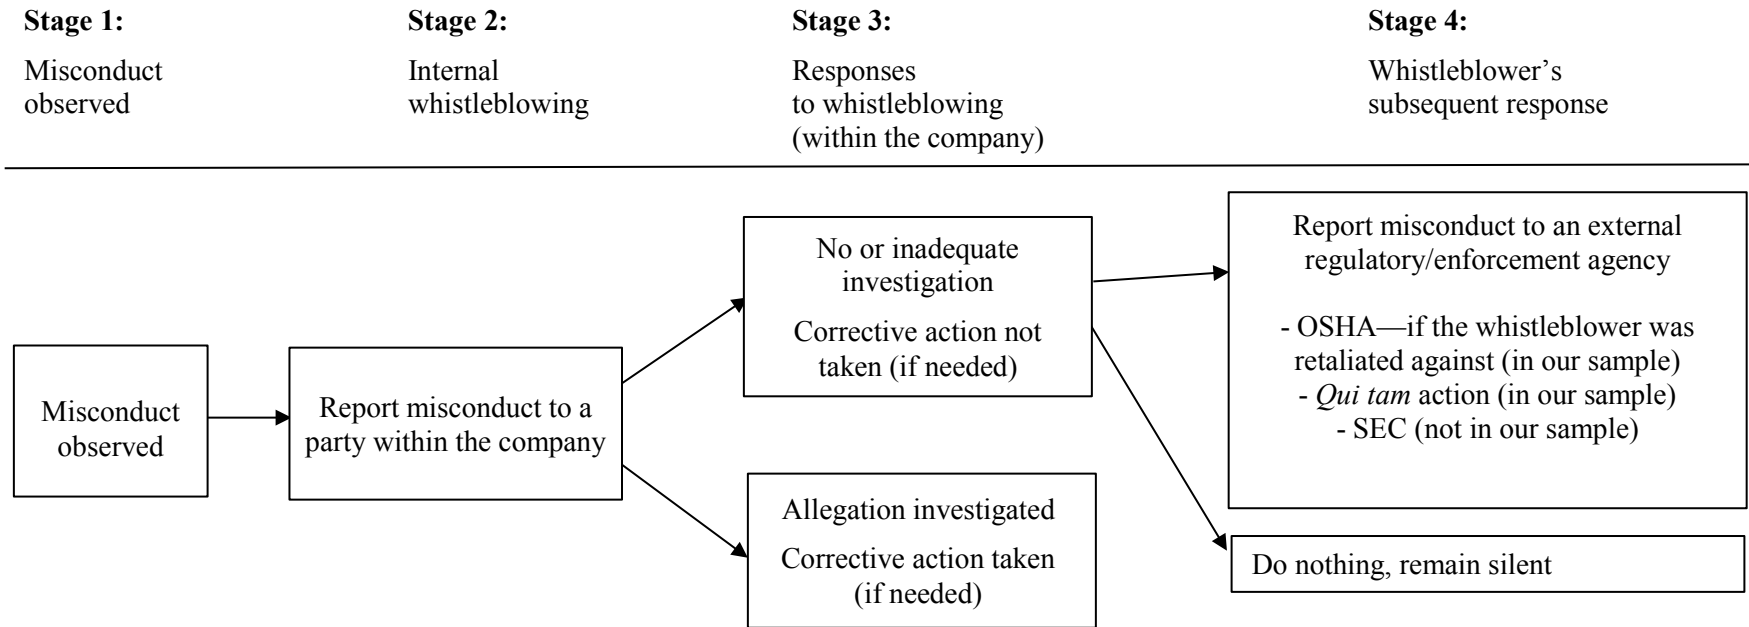 Stage 1:
Misconduct
observed
Stage 2:
Internal
whistleblowing
Stage 3:
Responses
to whistleblowing
(within the company)
Stage 4:
Whistleblower’s
subsequent response
Misconduct
observed
Report misconduct to a
party within the company
No or inadequate
investigation
Corrective action not
taken (if needed)
Allegation investigated
Corrective action taken
(if needed)
Report misconduct to an external
regulatory/enforcement agency
- OSHA—if the whistleblower was
retaliated against (in our sample)
- Qui tam action (in our sample)
- SEC (not in our sample)
Do nothing, remain silent